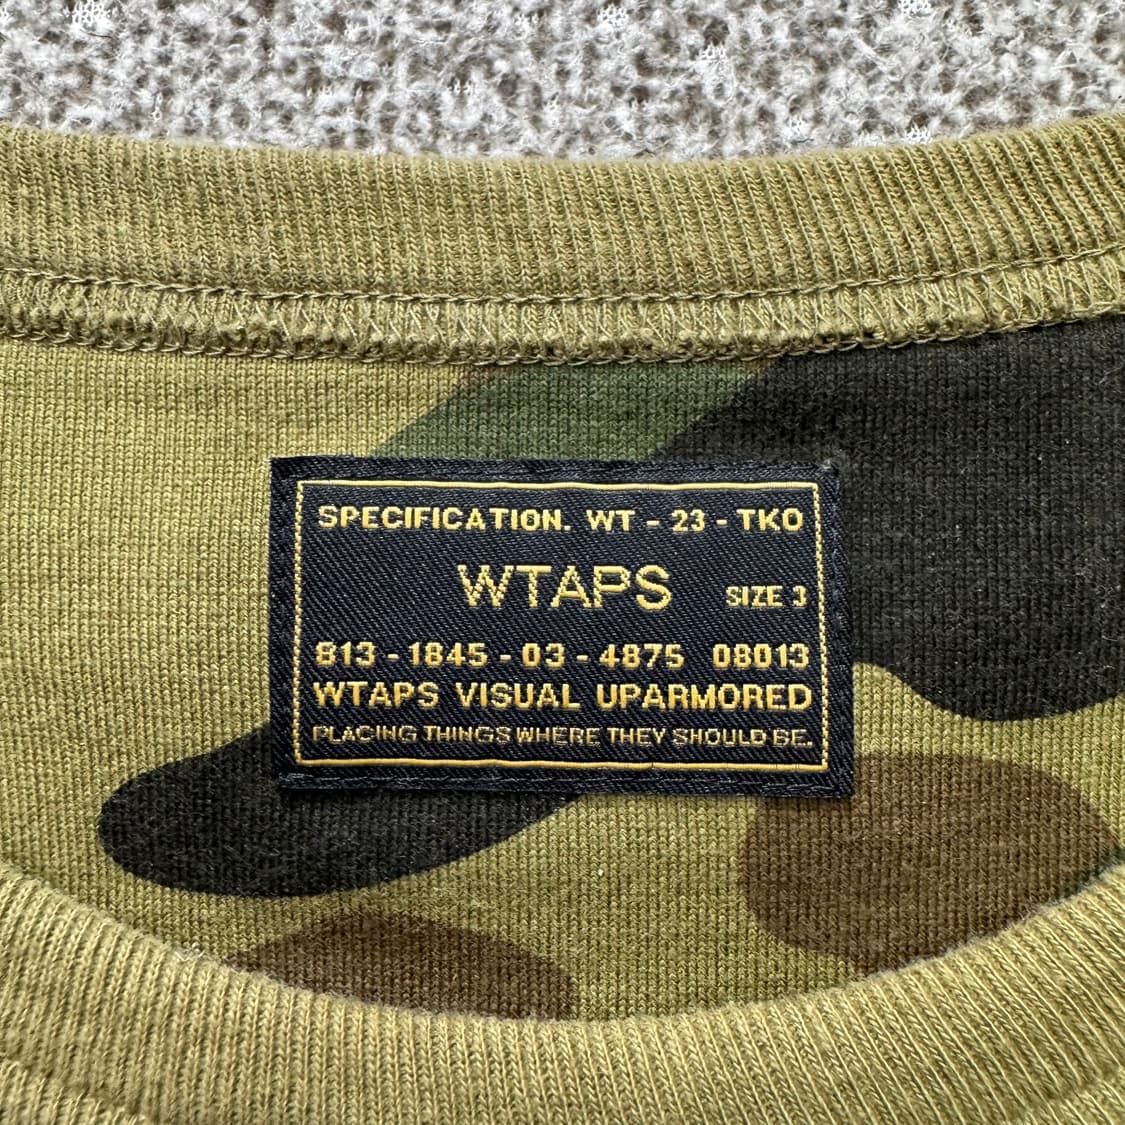 SPECIFICATION. WT - 23 - TKO
WTAPS SIZE 3
813 - 1845 - 03 - 4875 08013
WTAPS VISUAL UPARMORED
PLACING THINGS WHERE THEY SHOULD BE.